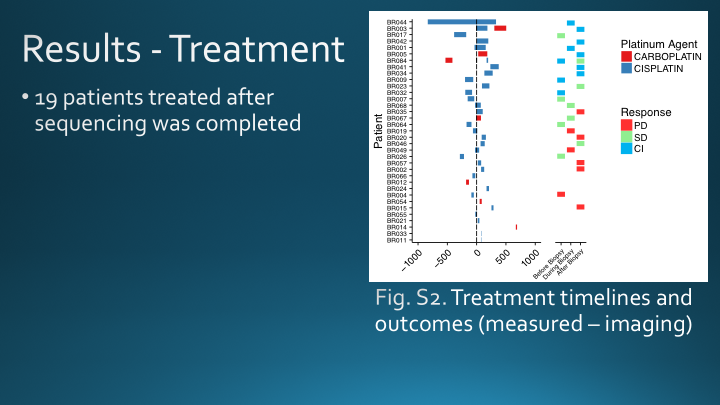 Results - Treatment
• 19 patients treated after
sequencing was completed
Patient
BR044
BR003
BR017
BR042
BR001
BR005
BR084
BR041
BR034
BR009
BR023
BR032
BR007
BR068
BR035
BR067
BR064
BR019
BR020
BR046
BR049
BR026
BR057
BR002
BR066
BR012
BR024
BR004
BR054
BR015
BR055
BR021
BR014
BR033
BR011
−1000
−500
0
500
1000
Before Biopsy
During Biopsy
After Biopsy
Platinum Agent
CARBOPLATIN
CISPLATIN
Response
PD
SD
CI
Fig. S2. Treatment timelines and
outcomes (measured – imaging)